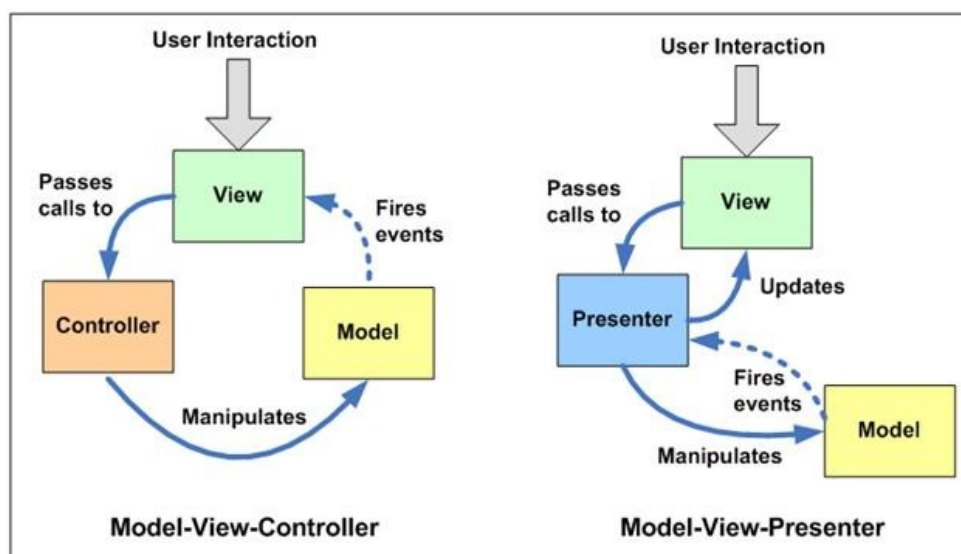 User Interaction
Passes
calls to
View
Fires
events
Controller
Model
Manipulates
Model-View-Controller
User Interaction
Passes
calls to
View
Updates
Presenter
Fires
events
Model
Manipulates
Model-View-Presenter